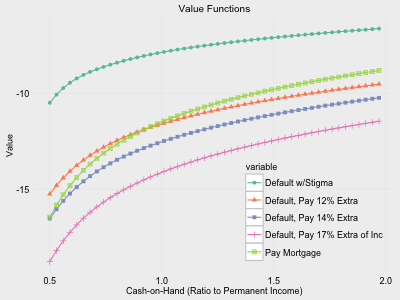 Value Functions
-10
-15
Value
variable
Default w/Stigma
Default, Pay 12% Extra
Default, Pay 14% Extra
Default, Pay 17% Extra of Inc
Pay Mortgage
0.5 1.0 1.5 2.0
Cash-on-Hand (Ratio to Permanent Income)